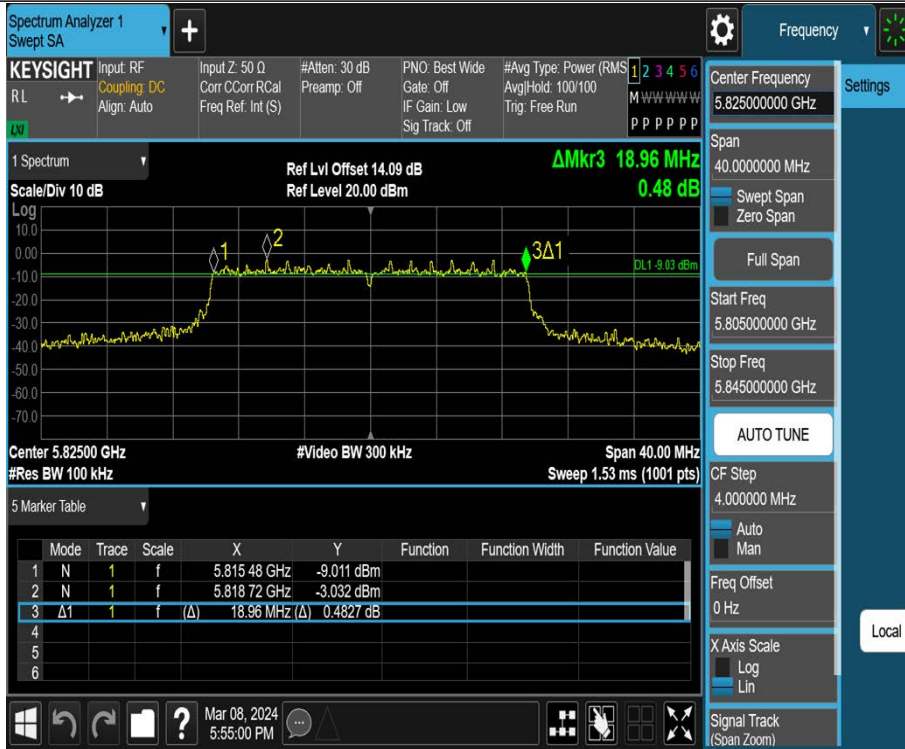 Spectrum Analyzer 1
Swept SA
+
Frequency
KEYSIGHT
R L
LXI
Input: RF
Coupling: DC
Align: Auto
Input Z: 50 Ω
Corr CCorr RCal
Freq Ref: Int (S)
#Atten: 30 dB
Preamp: Off
PNO: Best Wide
Gate: Off
IF Gain: Low
Sig Track: Off
#Avg Type: Power (RMS
Avg|Hold: 100/100
Trig: Free Run
1 2 3 4 5 6
M W W W W W
P P P P P P
1 Spectrum
Scale/Div 10 dB
Ref Lvl Offset 14.09 dB
Ref Level 20.00 dBm
ΔMkr3 18.96 MHz
0.48 dB
Log
10.0
0.00
-10.0
-20.0
-30.0
-40.0
-50.0
-60.0
-70.0
1
2
3Δ1
DL1 -9.03 dBm
Center 5.82500 GHz
#Res BW 100 kHz
#Video BW 300 kHz
Span 40.00 MHz
Sweep 1.53 ms (1001 pts)
5 Marker Table
Mode Trace Scale X Y Function Function Width Function Value
1 N 1 f 5.815 48 GHz -9.011 dBm
2 N 1 f 5.818 72 GHz -3.032 dBm
3 Δ1 1 f (Δ) 18.96 MHz (Δ) 0.4827 dB
4
5
6
?
Mar 08, 2024
5:55:00 PM
Center Frequency
5.825000000 GHz
Span
40.0000000 MHz
Swept Span
Zero Span
Full Span
Start Freq
5.805000000 GHz
Stop Freq
5.845000000 GHz
AUTO TUNE
CF Step
4.000000 MHz
Auto
Man
Freq Offset
0 Hz
X Axis Scale
Log
Lin
Signal Track
(Span Zoom)
Settings
Local